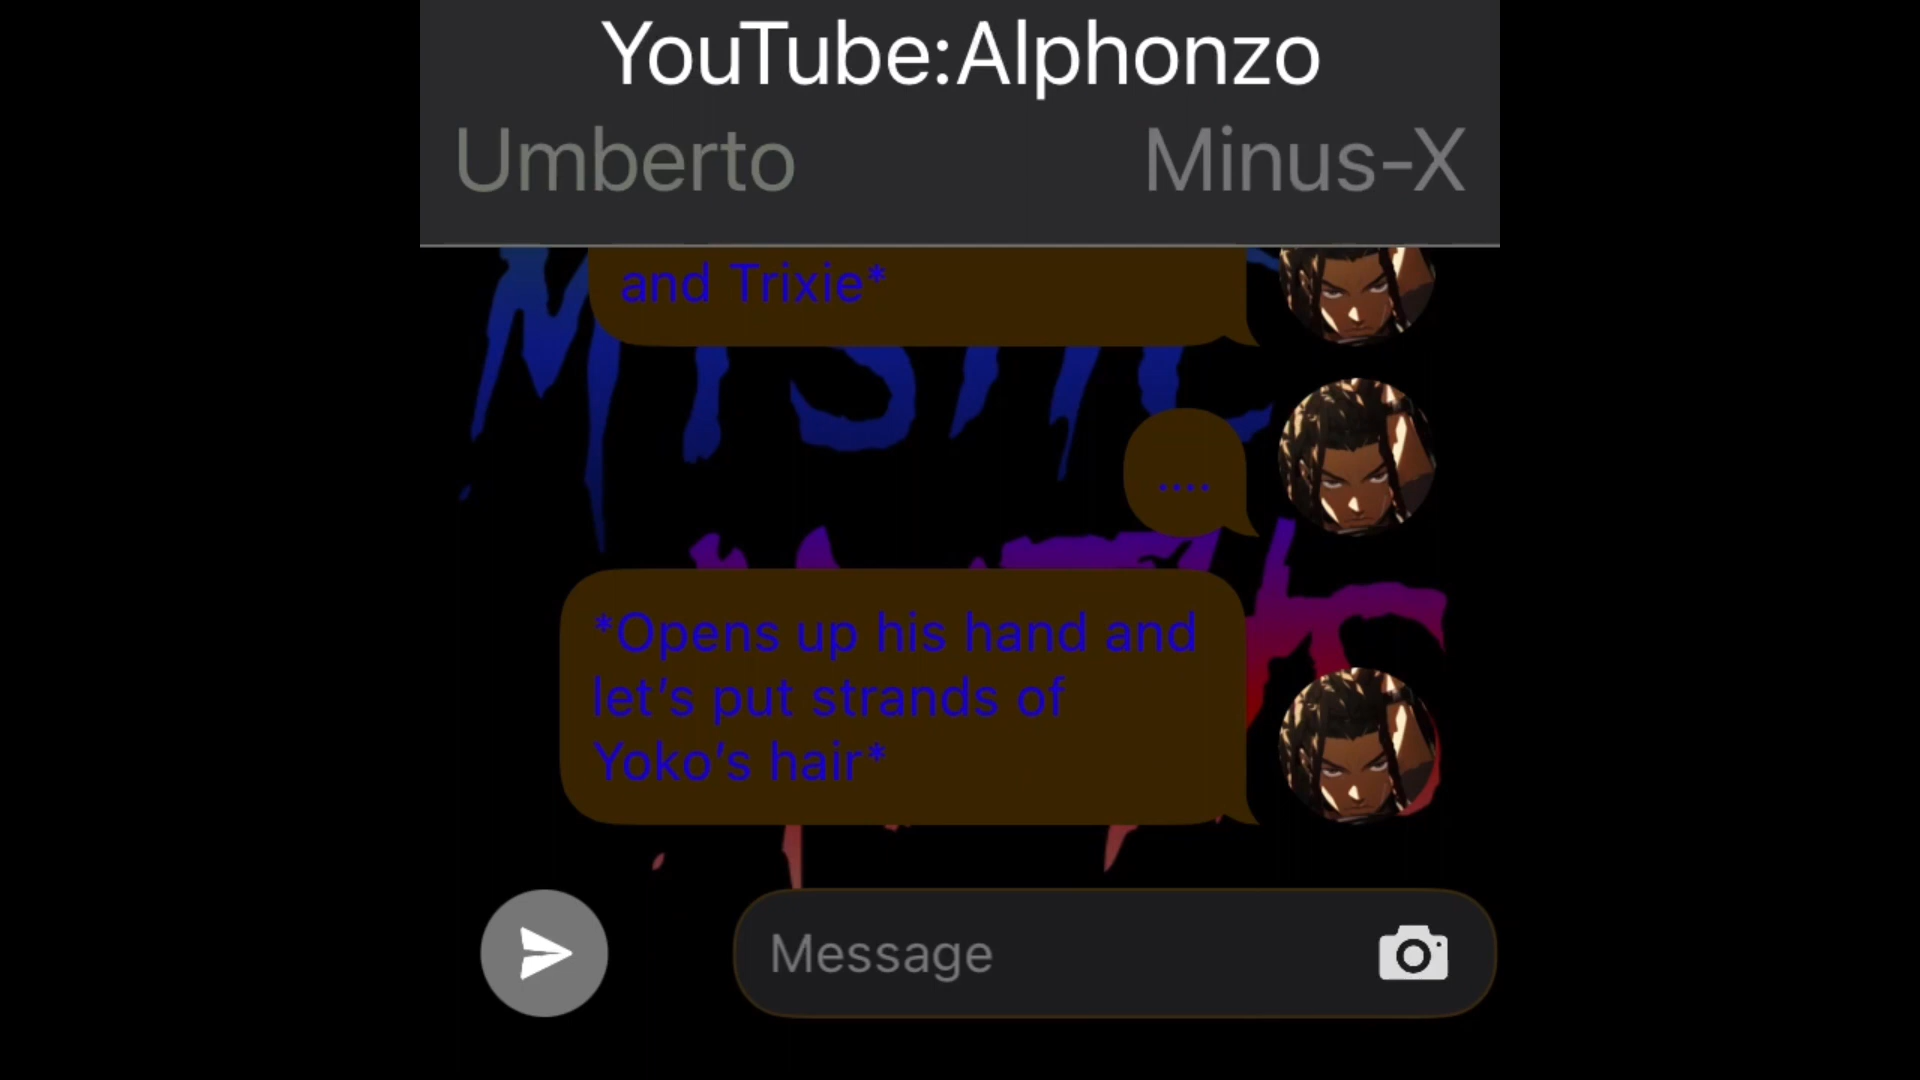 YouTube:Alphonzo
Umberto
Minus-X
and Trixie*
....
*Opens up his hand and
let's put strands of
Yoko's hair*
Message